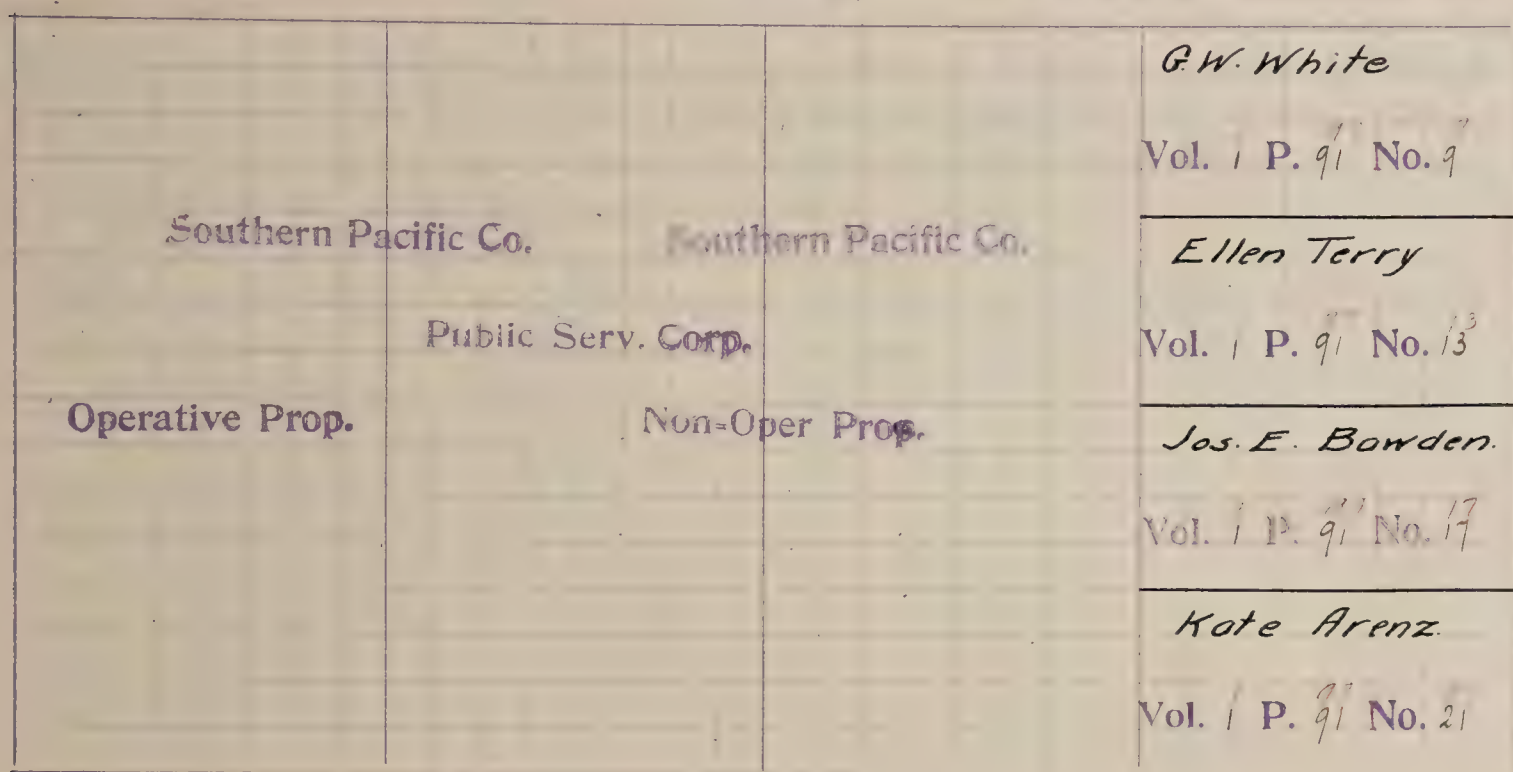 Southern Pacific Co.
Southern Pacific Co.
Public Serv. Corp.
Operative Prop.
Non-Oper Prop.
G.W. White
Vol. 1 P. 91 No. 9
Ellen Terry
Vol. 1 P. 91 No. 13
Jos. E. Bowden.
Vol. 1 P. 91 No. 17
Kate Arenz.
Vol. 1 P. 91 No. 21